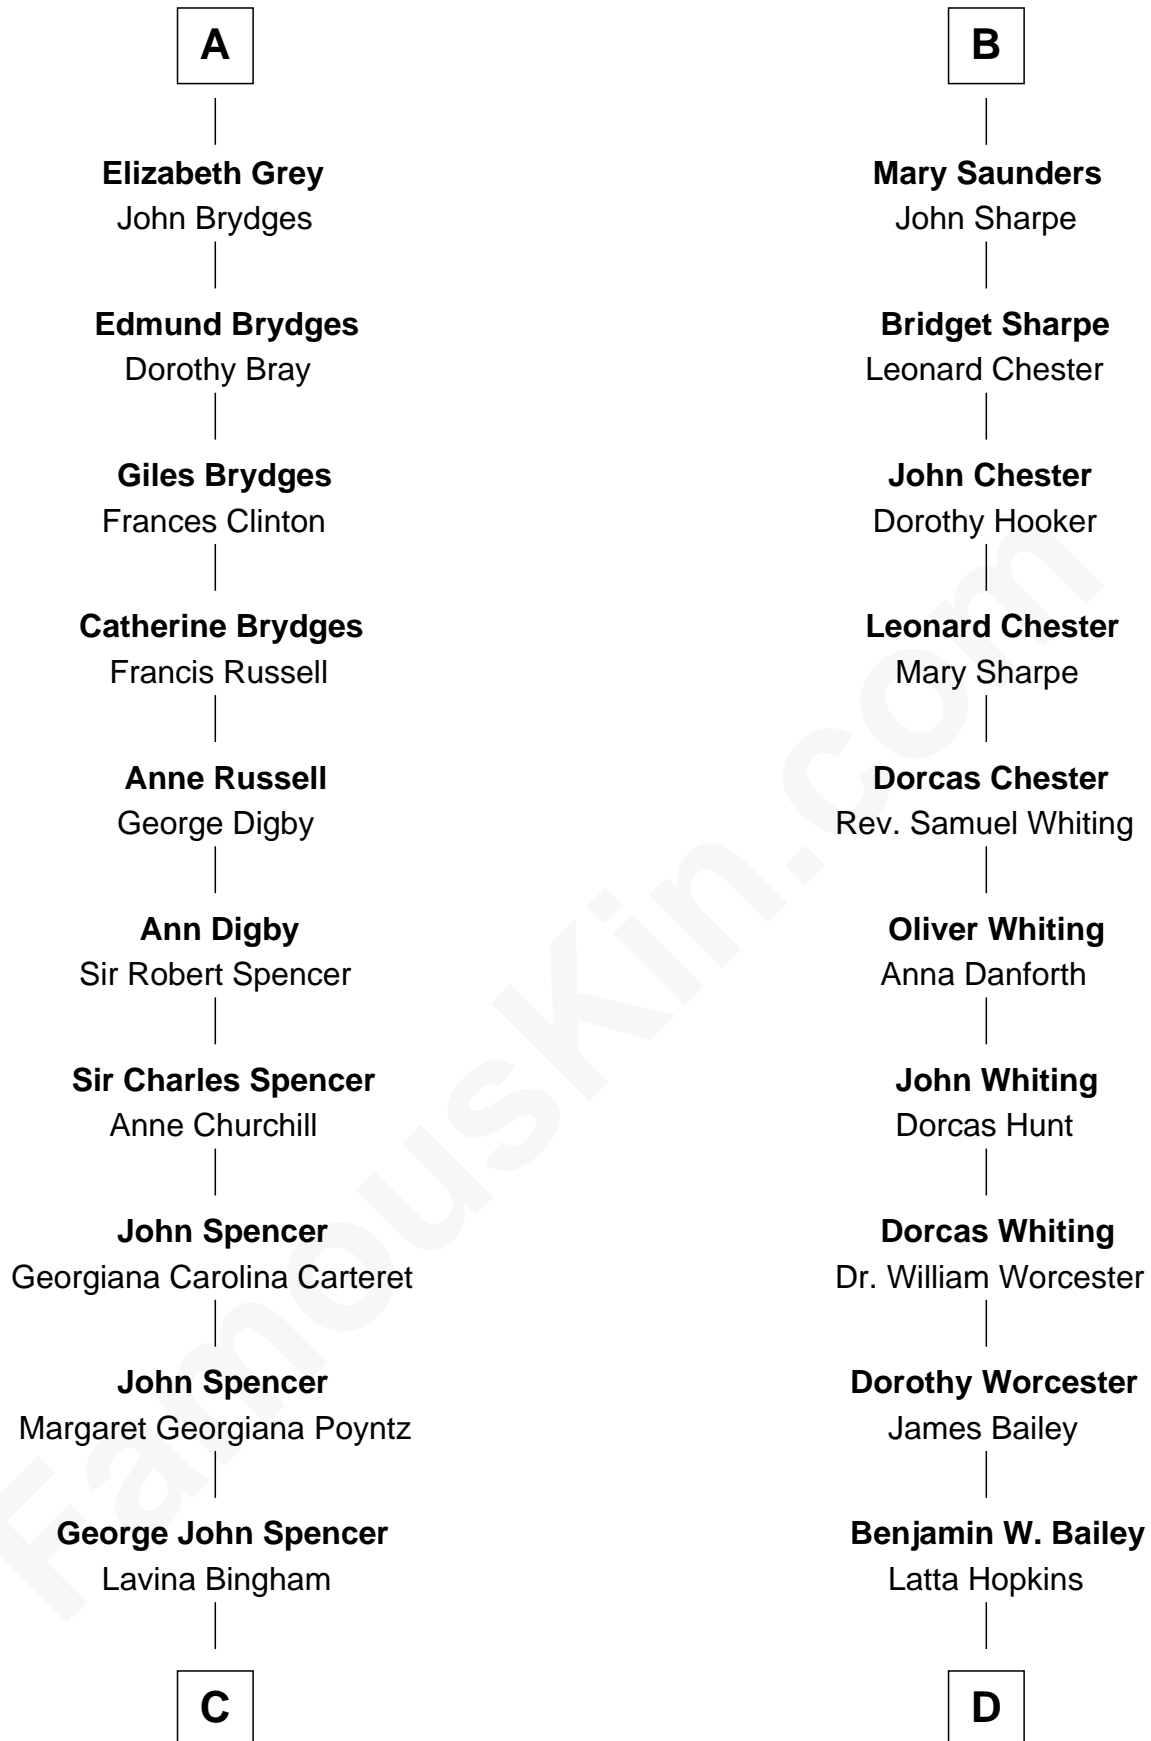 A
Elizabeth Grey
John Brydges
Edmund Brydges
Dorothy Bray
Giles Brydges
Frances Clinton
Catherine Brydges
Francis Russell
Anne Russell
George Digby
Ann Digby
Sir Robert Spencer
Sir Charles Spencer
Anne Churchill
John Spencer
Georgiana Carolina Carteret
John Spencer
Margaret Georgiana Poyntz
George John Spencer
Lavina Bingham
C
B
Mary Saunders
John Sharpe
Bridget Sharpe
Leonard Chester
John Chester
Dorothy Hooker
Leonard Chester
Mary Sharpe
Dorcas Chester
Rev. Samuel Whiting
Oliver Whiting
Anna Danforth
John Whiting
Dorcas Hunt
Dorcas Whiting
Dr. William Worcester
Dorothy Worcester
James Bailey
Benjamin W. Bailey
Latta Hopkins
D
FamousKin.com